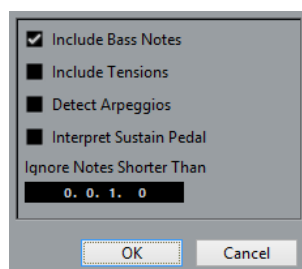 Include Bass Notes
Include Tensions
Detect Arpeggios
Interpret Sustain Pedal
Ignore Notes Shorter Than
0. 0. 1. 0
OK Cancel